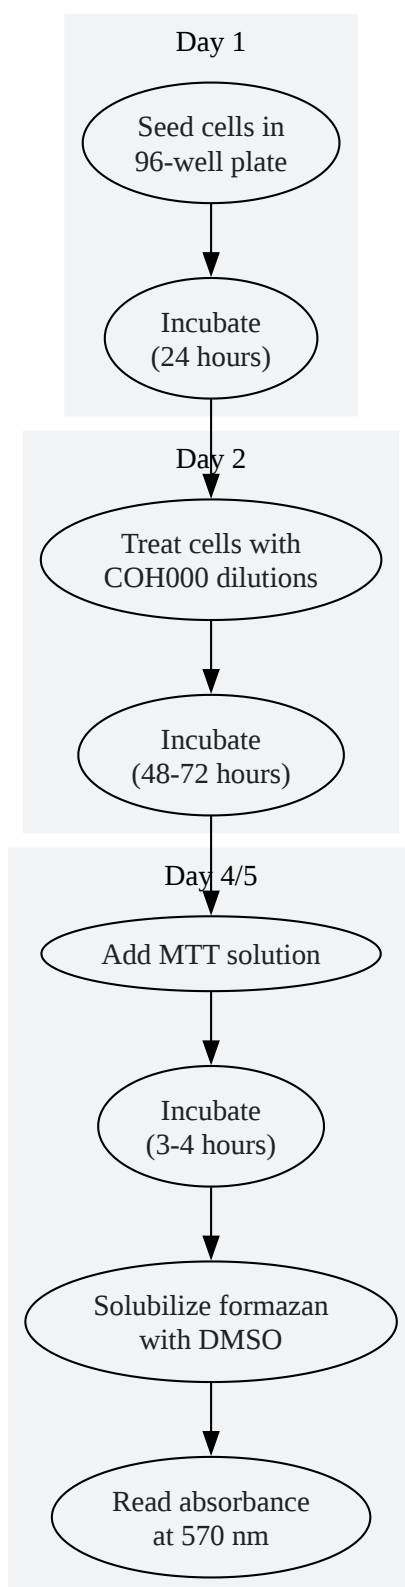 Day 1
Seed cells in
96-well plate
Incubate
(24 hours)
Day 2
Treat cells with
COH000 dilutions
Incubate
(48-72 hours)
Day 4/5
Add MTT solution
Incubate
(3-4 hours)
Solubilize formazan
with DMSO
Read absorbance
at 570 nm